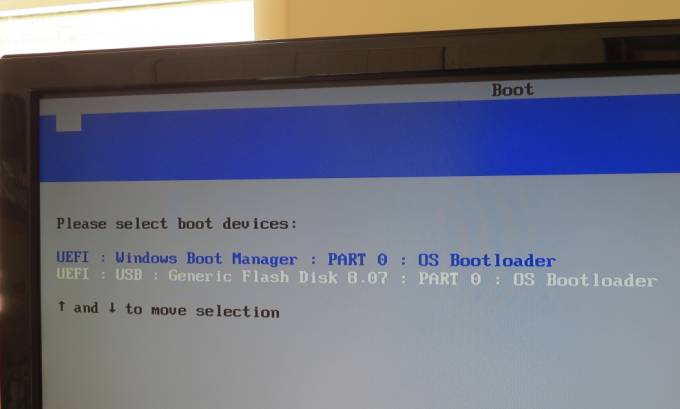 Boot
Please select boot devices:
UEFI : Windows Boot Manager : PART 0 : OS Bootloader
UEFI : USB : Generic Flash Disk 8.07 : PART 0 : OS Bootloader
↑ and ↓ to move selection